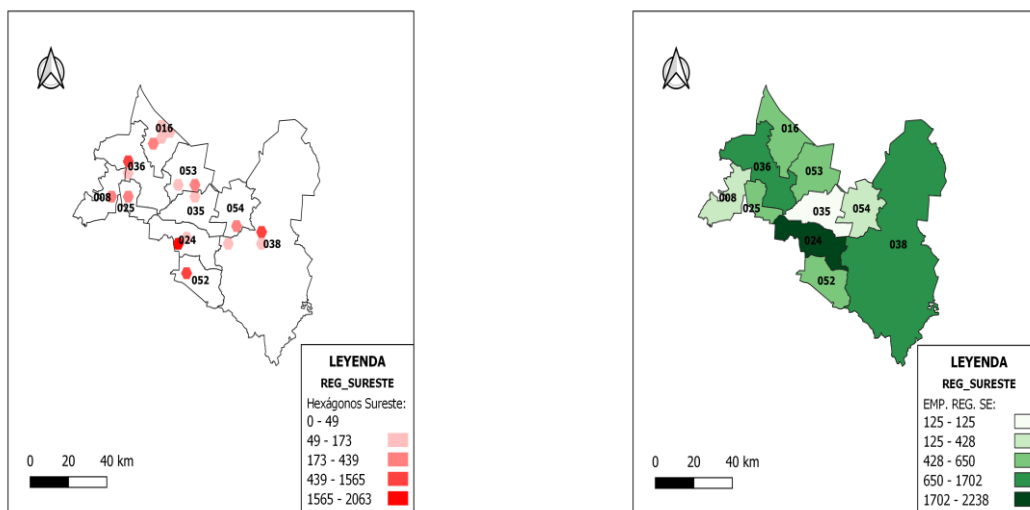 016
036
053
008
025
035
054
024
038
052
LEYENDA
REG_SURESTE
Hexágonos Sureste:
0 - 49
49 - 173
173 - 439
439 - 1565
1565 - 2063
0 20 40 km
016
036
053
008
025
035
054
024
038
052
LEYENDA
REG_SURESTE
EMP. REG. SE:
125 - 125
125 - 428
428 - 650
650 - 1702
1702 - 2238
0 20 40 km